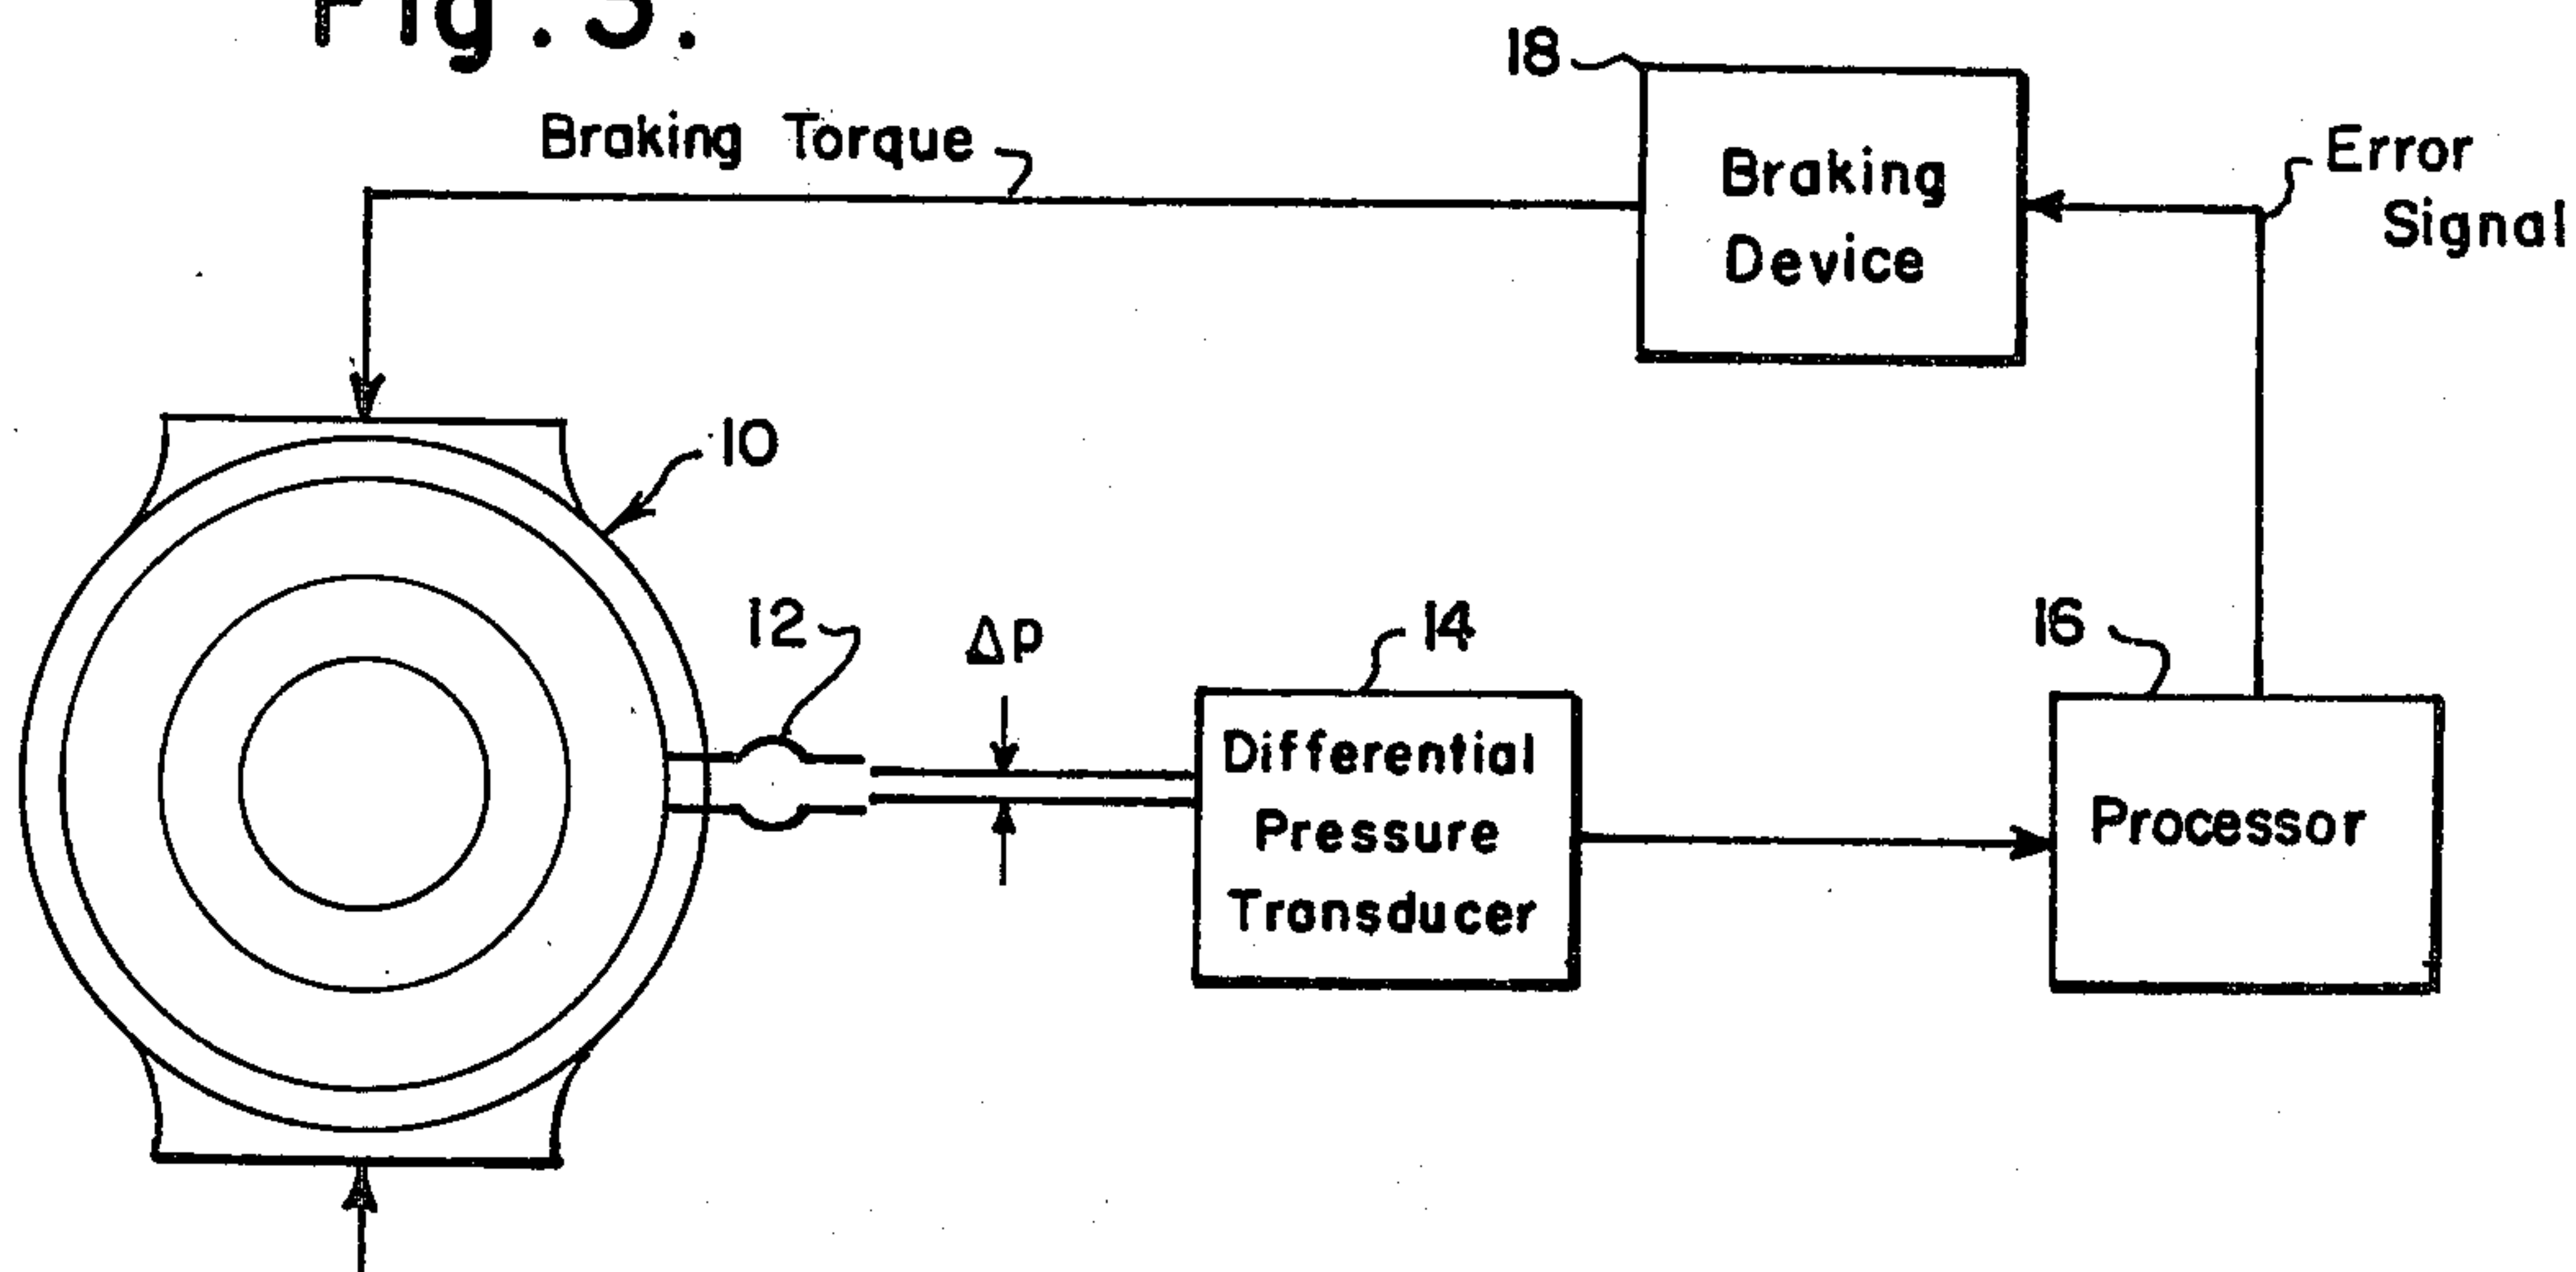 Fig. 3.
18
Braking Torque
Braking
Device
Error
Signal
10
12
Δp
14
16
Differential
Pressure
Transducer
Processor